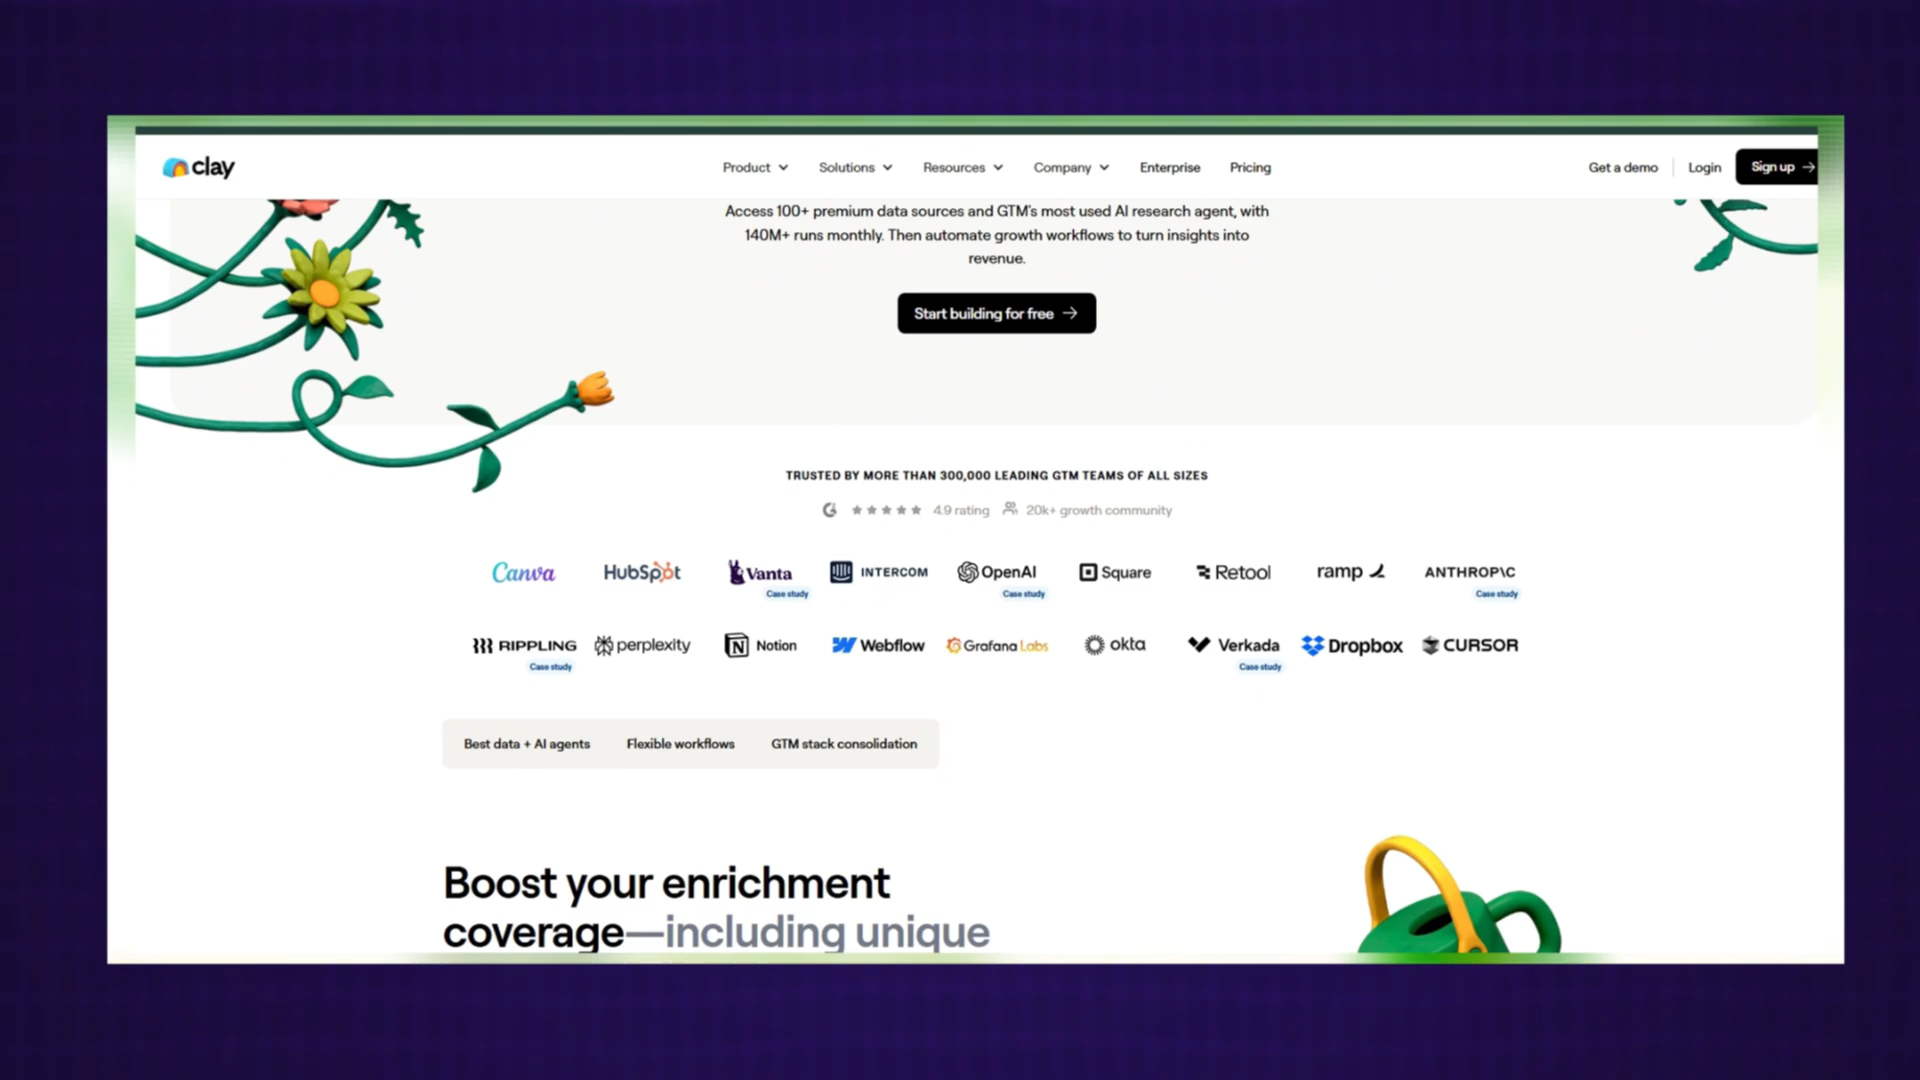 clay
Product Solutions Resources Company Enterprise Pricing
Get a demo Login Sign up
Access 100+ premium data sources and GTM's most used AI research agent, with
140M+ runs monthly. Then automate growth workflows to turn insights into
revenue.
Start building for free
TRUSTED BY MORE THAN 300,000 LEADING GTM TEAMS OF ALL SIZES
4.9 rating 20k+ growth community
Canva HubSpot Vanta INTERCOM OpenAI Square Retool ramp ANTHROP\C
Case study Case study Case study
RIPPLING perplexity Notion Webflow Grafana Labs okta Verkada Dropbox CURSOR
Case study Case study
Best data + AI agents Flexible workflows GTM stack consolidation
Boost your enrichment
coverage—including unique